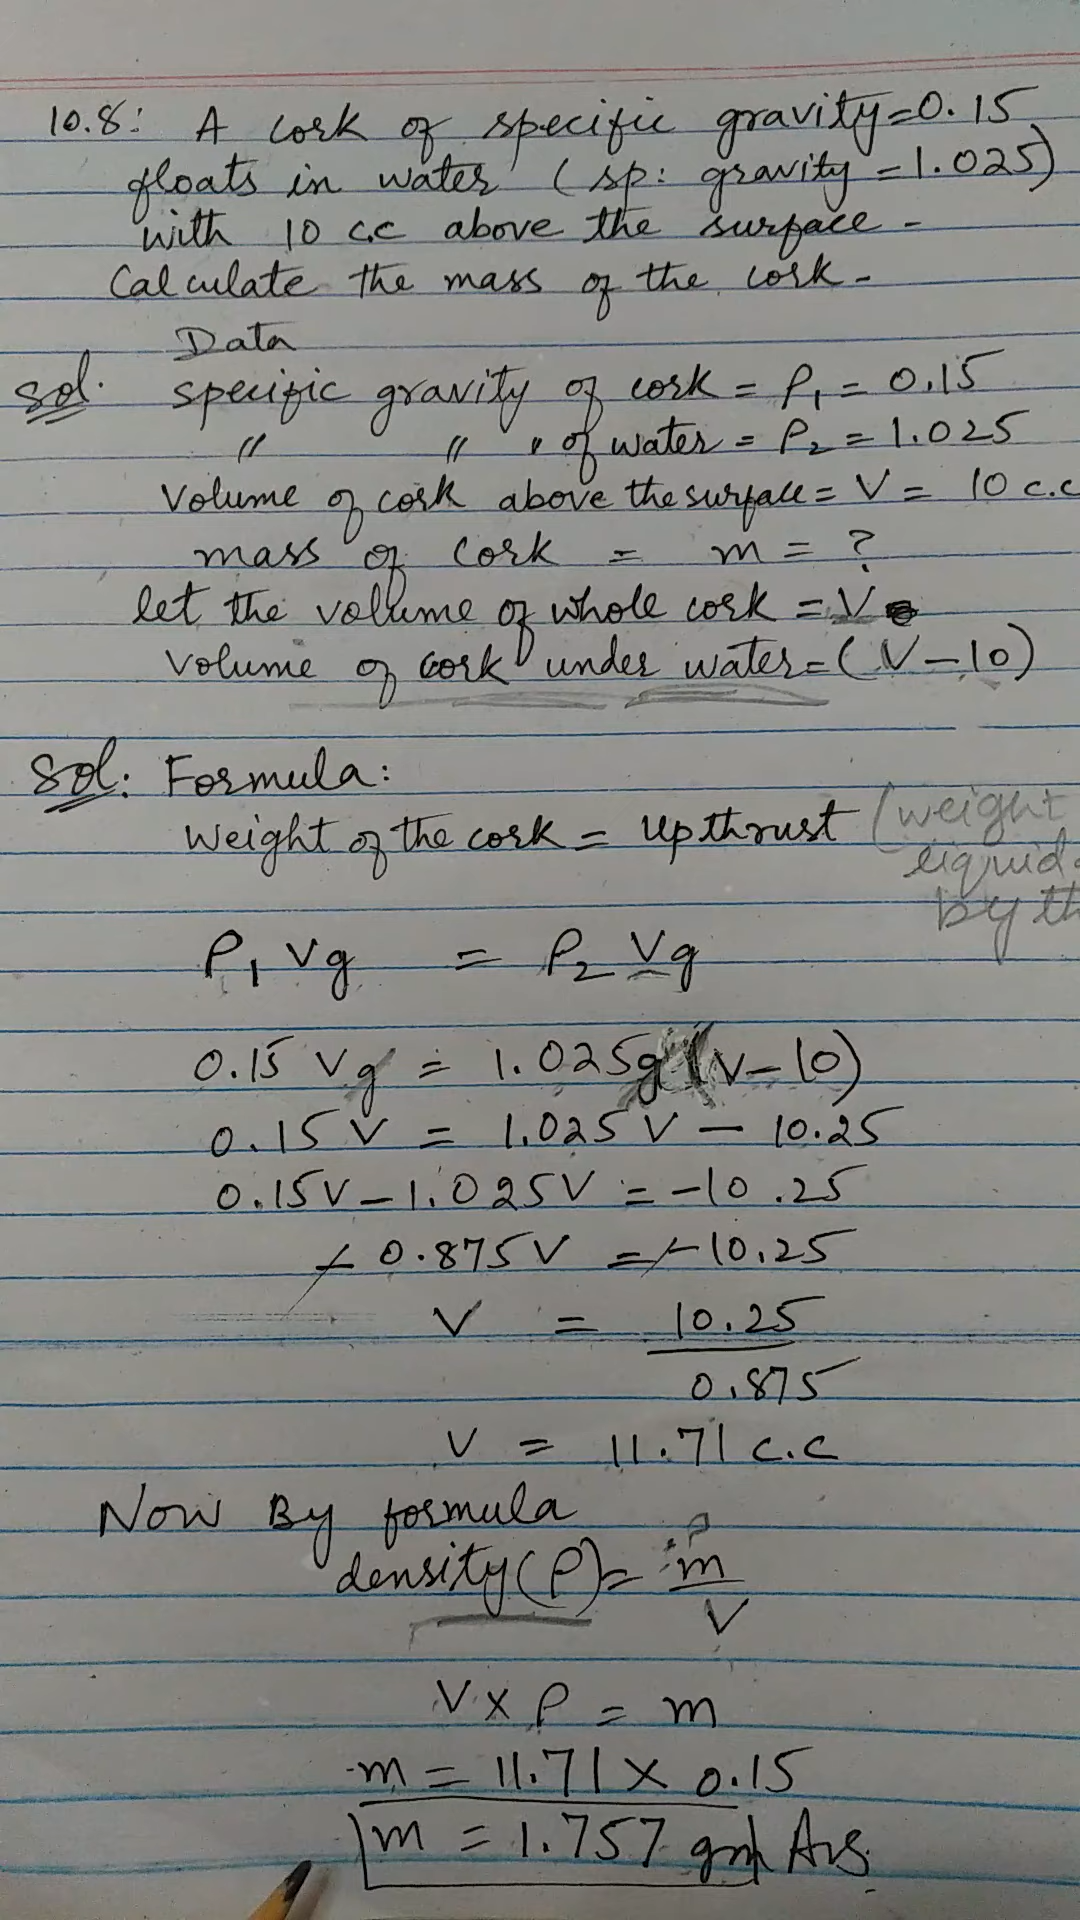 10.8: A cork of specific gravity=0.15
floats in water (sp: gravity =1.025)
with 10 c.c above the surface-
Calculate the mass of the cork-
Data
Sol. specific gravity of cork = ρ₁ = 0.15
" " " of water = ρ₂ = 1.025
Volume of cork above the surface = V = 10 c.c
mass of cork = m = ?
let the volume of whole cork = V
volume of cork under water = (V-10)
Sol: Formula:
Weight of the cork = upthrust (weight
liquid
by th
ρ₁ Vg = ρ₂ Vg
0.15 Vg = 1.025g (V-10)
0.15 V = 1.025 V - 10.25
0.15V - 1.025V = -10.25
- 0.875V = -10.25
V = 10.25
0.875
V = 11.71 c.c
Now By formula
density(ρ) = m
V
V x ρ = m
m = 11.71 x 0.15
m = 1.757 gm Ans.